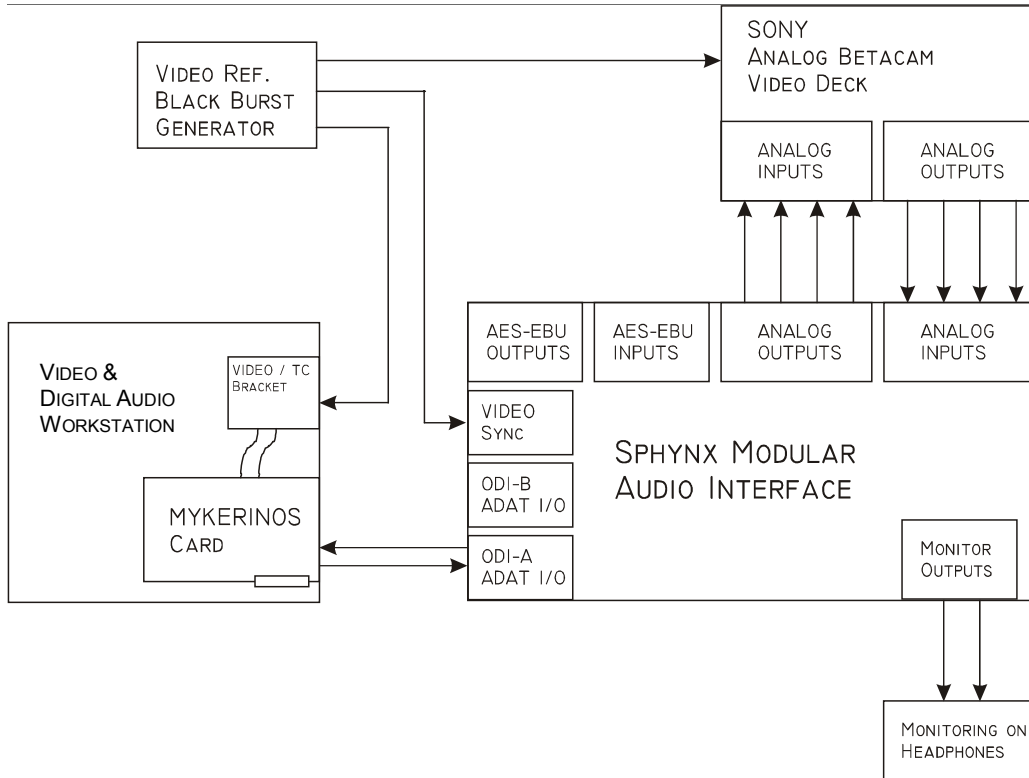 VIDEO REF.
BLACK BURST
GENERATOR
SONY
ANALOG BETACAM
VIDEO DECK
ANALOG
INPUTS
ANALOG
OUTPUTS
VIDEO &
DIGITAL AUDIO
WORKSTATION
VIDEO / TC
BRACKET
MYKERINOS
CARD
AES-EBU
OUTPUTS
AES-EBU
INPUTS
ANALOG
OUTPUTS
ANALOG
INPUTS
VIDEO
SYNC
ODI-B
ADAT I/O
ODI-A
ADAT I/O
SPHYNX MODULAR
AUDIO INTERFACE
MONITOR
OUTPUTS
MONITORING ON
HEADPHONES